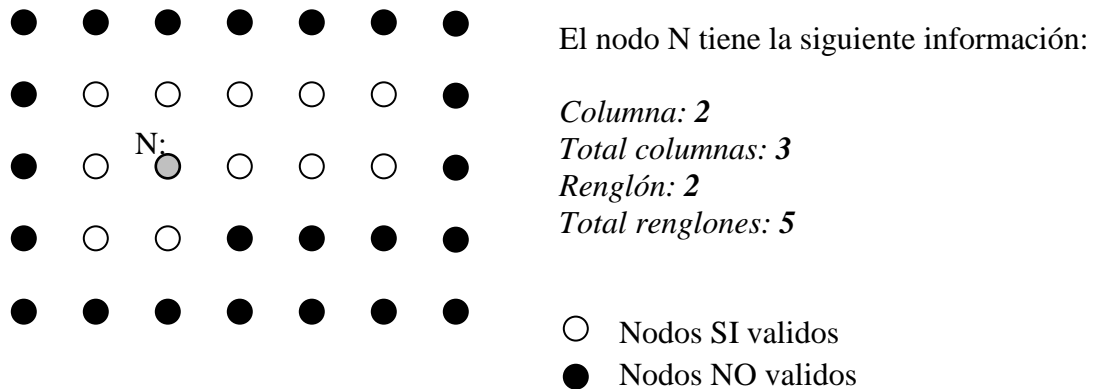 El nodo N tiene la siguiente información:
N:
Columna: 2
Total columnas: 3
Renglón: 2
Total renglones: 5
Nodos SI validos
Nodos NO validos